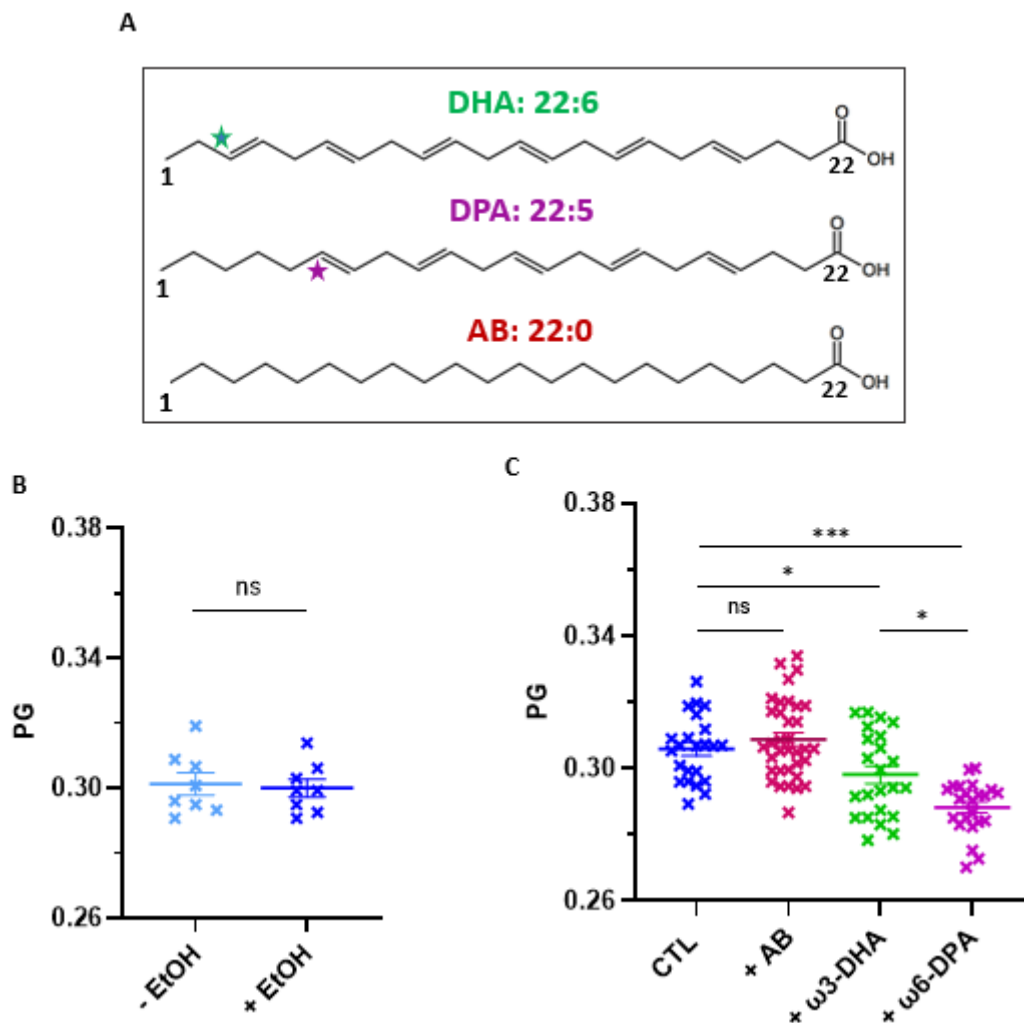 A
DHA: 22:6
O
OH
1
22
DPA: 22:5
O
OH
1
22
AB: 22:0
O
OH
1
22
B
PG
0.38
0.34
0.30
0.26
ns
- EtOH
+ EtOH
C
PG
0.38
0.34
0.30
0.26
***
*
ns
*
CTL
+ AB
+ ω3-DHA
+ ω6-DPA